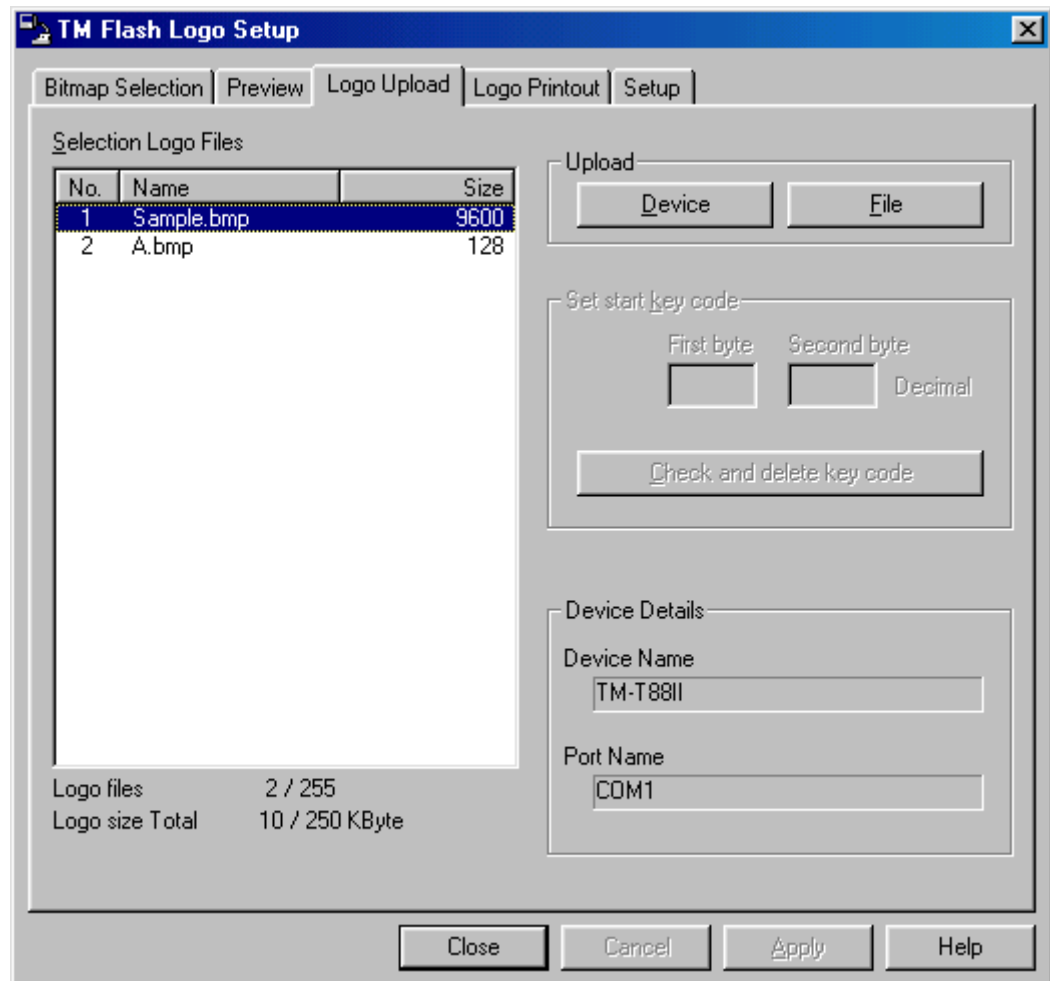 TM Flash Logo Setup
Bitmap Selection Preview Logo Upload Logo Printout Setup
Selection Logo Files
No. Name Size
1 Sample.bmp 9600
2 A.bmp 128
Logo files 2 / 255
Logo size Total 10 / 250 KByte
Upload
Device File
Set start key code
First byte Second byte
Decimal
Check and delete key code
Device Details
Device Name
TM-T88II
Port Name
COM1
Close Cancel Apply Help